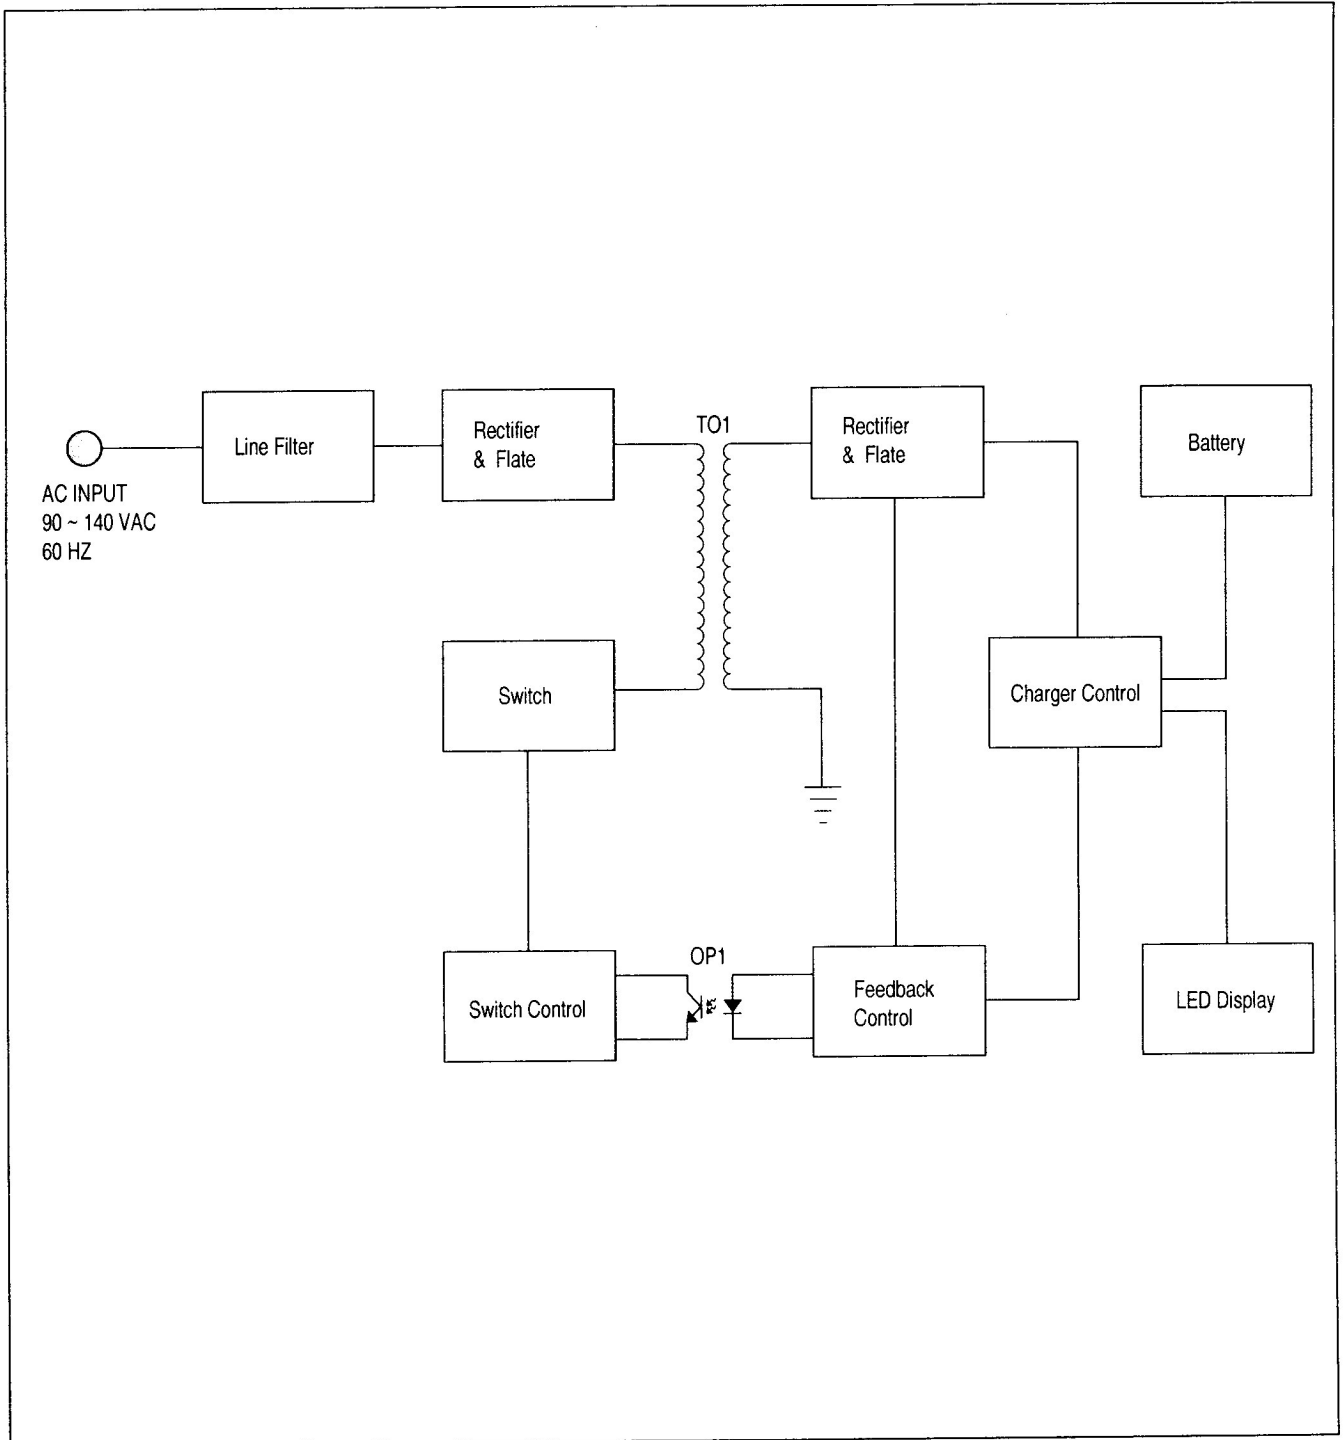 AC INPUT
90 ~ 140 VAC
60 HZ
Line Filter
Rectifier
& Flate
TO1
Rectifier
& Flate
Battery
Switch
Charger Control
Switch Control
OP1
Feedback
Control
LED Display